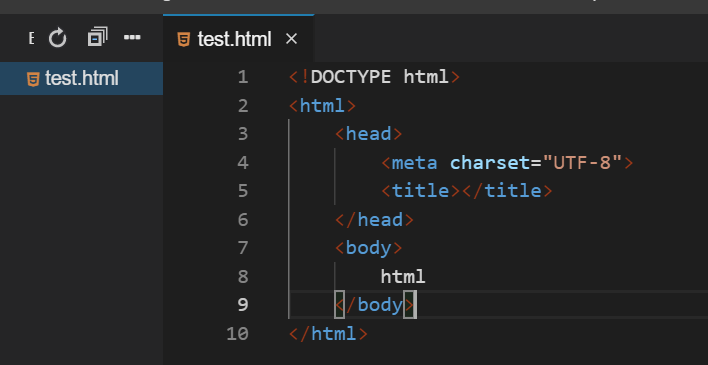 E
test.html
test.html ×
1 <!DOCTYPE html>
2 <html>
3     <head>
4         <meta charset="UTF-8">
5         <title></title>
6     </head>
7     <body>
8         html
9     </body>
10 </html>